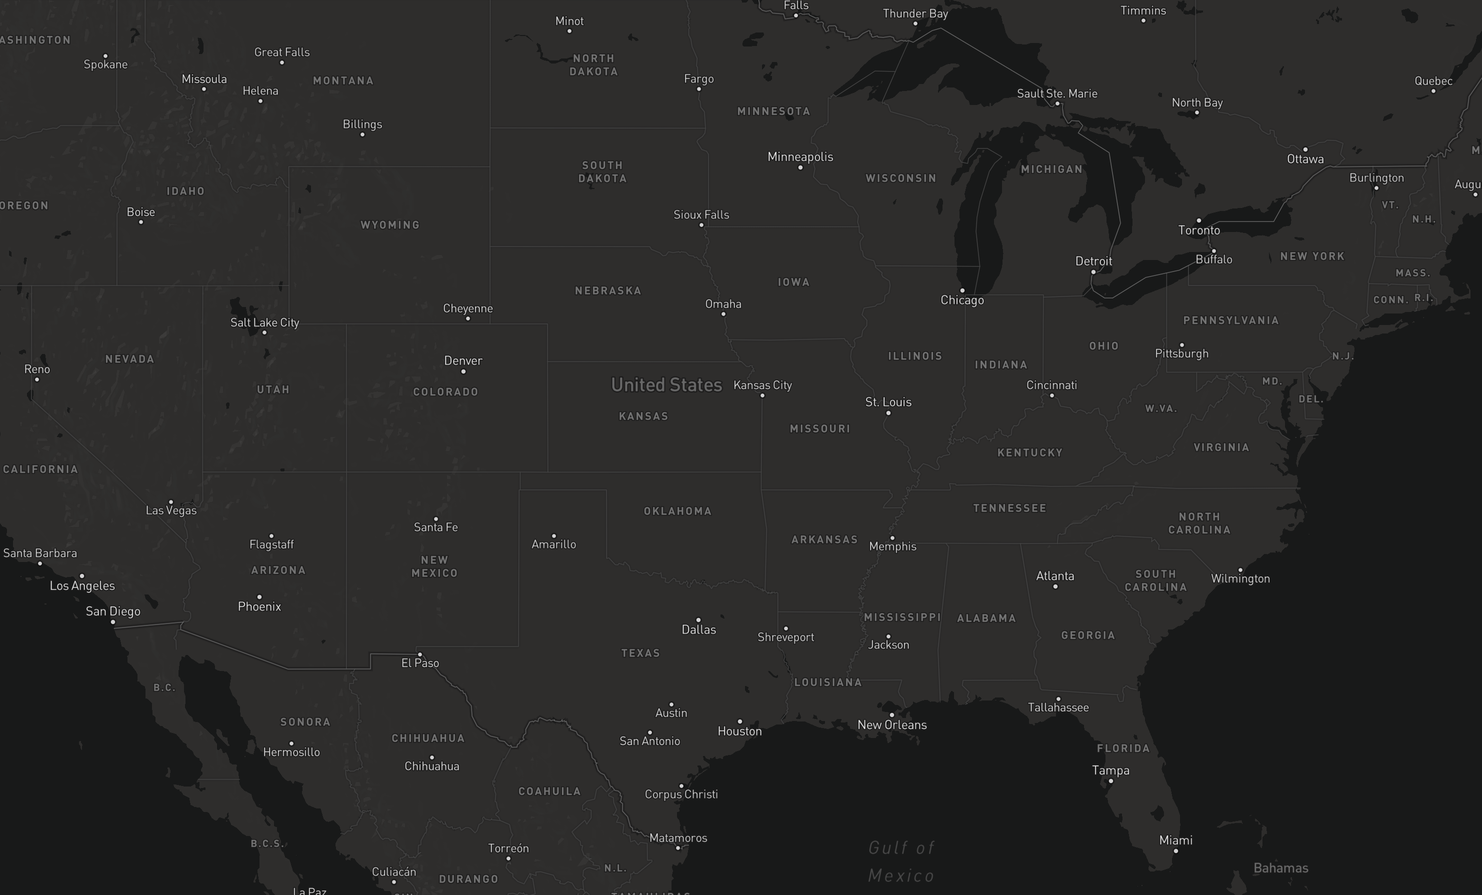 Falls
Thunder Bay
Timmins
Minot
ASHINGTON
Spokane
Great Falls
NORTH
DAKOTA
Missoula
Helena
MONTANA
Fargo
Quebec
Sault Ste. Marie
North Bay
MINNESOTA
Billings
Minneapolis
Ottawa
SOUTH
DAKOTA
MICHIGAN
WISCONSIN
Burlington
Augu
IDAHO
OREGON
VT.
N.H.
Boise
Sioux Falls
WYOMING
Toronto
Detroit
Buffalo
NEW YORK
MASS.
IOWA
NEBRASKA
Chicago
CONN.
R.I.
Omaha
Cheyenne
Salt Lake City
PENNSYLVANIA
NEVADA
OHIO
Pittsburgh
N.J.
ILLINOIS
INDIANA
Denver
Reno
United States
Kansas City
Cincinnati
MD.
UTAH
COLORADO
DEL.
St. Louis
W.VA.
KANSAS
MISSOURI
VIRGINIA
KENTUCKY
CALIFORNIA
Las Vegas
OKLAHOMA
TENNESSEE
NORTH
CAROLINA
Santa Fe
Flagstaff
Amarillo
ARKANSAS
Memphis
Santa Barbara
ARIZONA
NEW
MEXICO
Los Angeles
Atlanta
SOUTH
CAROLINA
Wilmington
Phoenix
San Diego
MISSISSIPPI
ALABAMA
Dallas
Shreveport
Jackson
GEORGIA
El Paso
TEXAS
B.C.
LOUISIANA
Tallahassee
SONORA
Austin
New Orleans
Houston
CHIHUAHUA
San Antonio
Hermosillo
FLORIDA
Chihuahua
Tampa
COAHUILA
Corpus Christi
B.C.S.
Matamoros
Miami
Torreón
Gulf of
Mexico
Bahamas
Culiacán
DURANGO
N.L.
La Paz
TAMAULIPAS